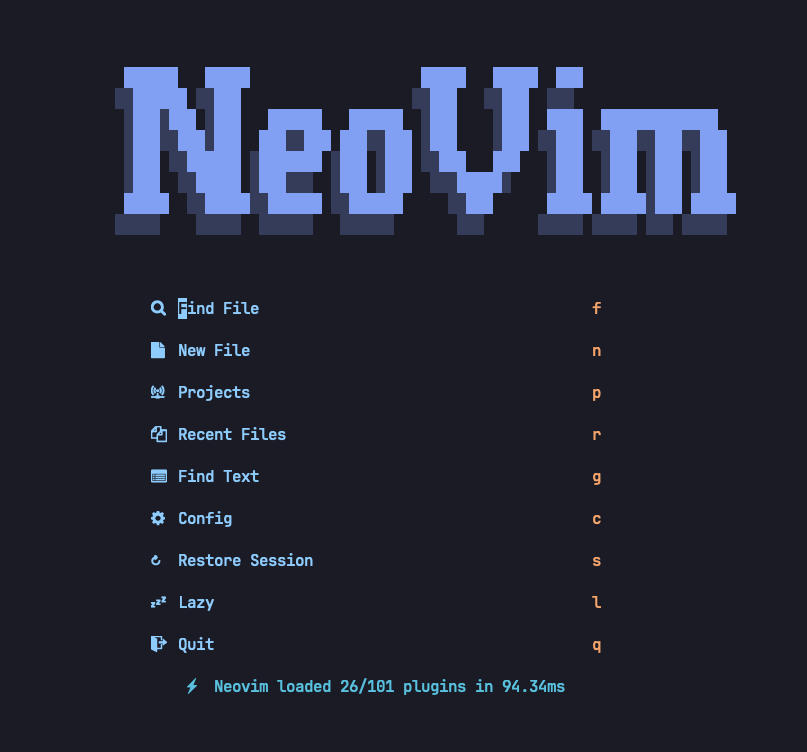 NeoVim
Find File f
New File n
Projects p
Recent Files r
Find Text g
Config c
Restore Session s
Lazy l
Quit q
Neovim loaded 26/101 plugins in 94.34ms